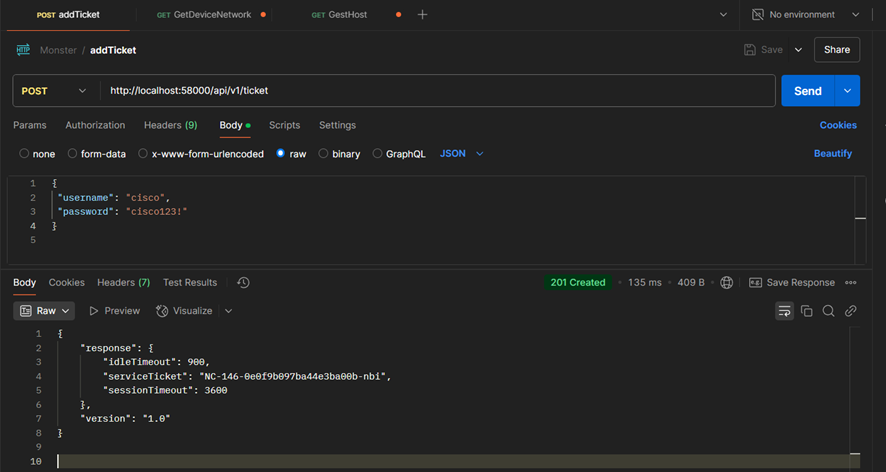 POST addTicket GET GetDeviceNetwork GET GestHost No environment
HTTP Monster / addTicket Save Share
POST http://localhost:58000/api/v1/ticket Send
Params Authorization Headers (9) Body Scripts Settings Cookies
none form-data x-www-form-urlencoded raw binary GraphQL JSON Beautify
1 {
2 "username": "cisco",
3 "password": "cisco123!"
4 }
5
Body Cookies Headers (7) Test Results 201 Created • 135 ms • 409 B • Save Response
Raw Preview Visualize
1 {
2 "response": {
3 "idleTimeout": 900,
4 "serviceTicket": "NC-146-0e0f9b097ba44e3ba00b-nbi",
5 "sessionTimeout": 3600
6 },
7 "version": "1.0"
8 }
9
10